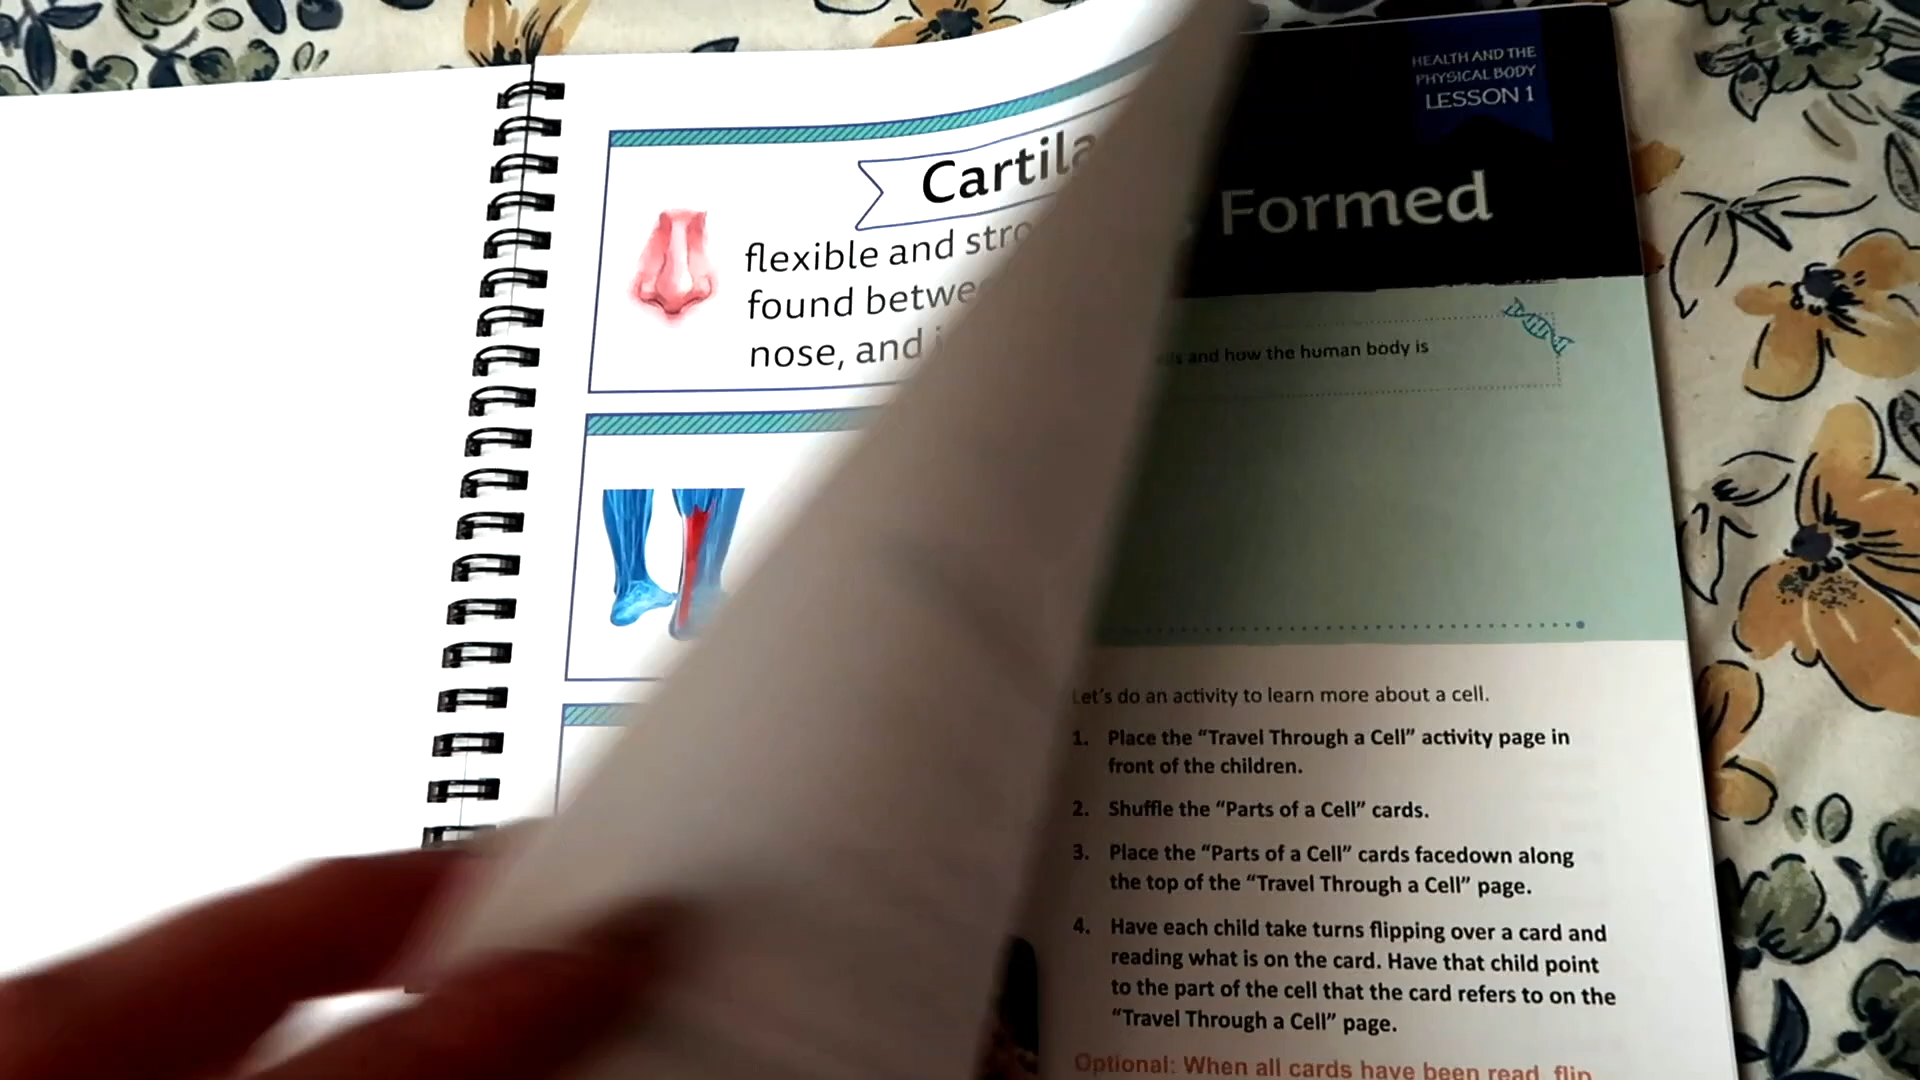 Cartila
flexible and stro
found betwe
nose, and
HEALTH AND THE
PHYSICAL BODY
LESSON 1
Formed
and how the human body is
Let's do an activity to learn more about a cell.
1. Place the “Travel Through a Cell” activity page in
front of the children.
2. Shuffle the “Parts of a Cell” cards.
3. Place the “Parts of a Cell” cards facedown along
the top of the “Travel Through a Cell” page.
4. Have each child take turns flipping over a card and
reading what is on the card. Have that child point
to the part of the cell that the card refers to on the
“Travel Through a Cell” page.
Optional: When all cards have been read, flip